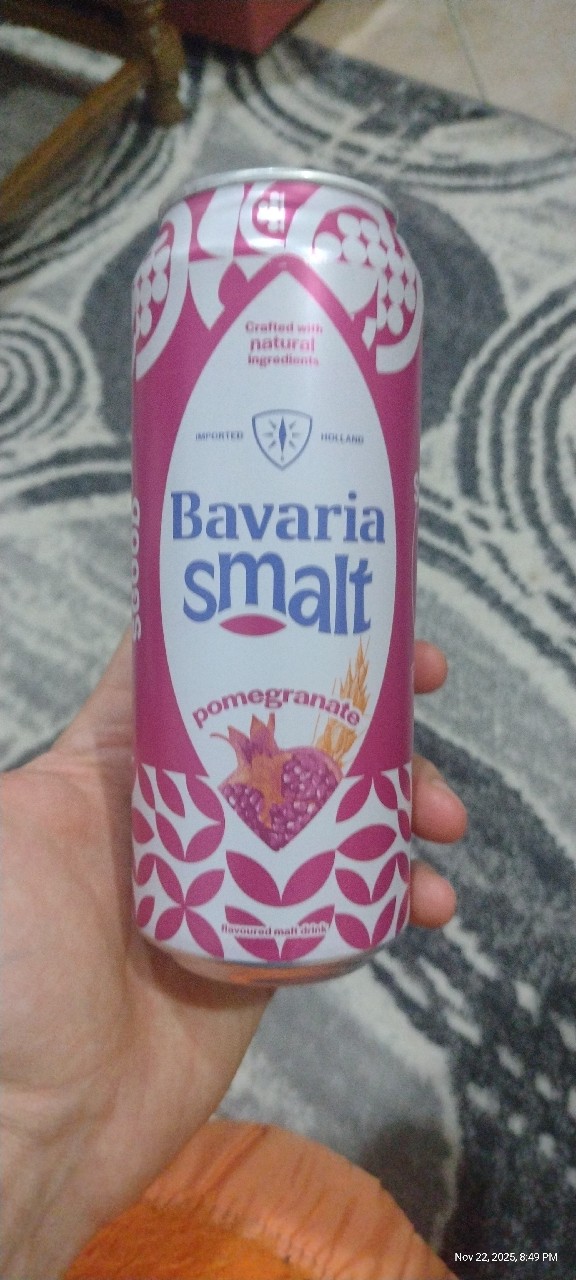 Crafted with
natural
ingredients
IMPORTED HOLLAND
Bavaria
smalt
pomegranate
flavoured malt drink
Nov 22, 2025, 8:49 PM